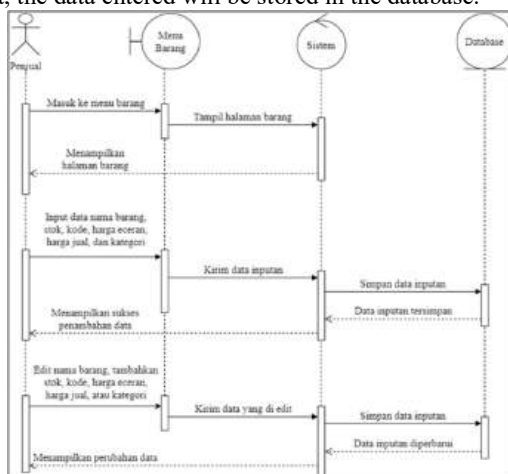 , the data entered will be stored in the database.
Penjual
Menu
Barang
Sistem
Database
Masuk ke menu barang
Tampil halaman barang
Menampilkan
halaman barang
Input data nama barang,
stok, kode, harga eceran,
harga jual, dan kategori
Kirim data inputan
Simpan data inputan
Data inputan tersimpan
Menampilkan sukses
penambahan data
Edit nama barang, tambahkan
stok, kode, harga eceran,
harga jual, atau kategori
Kirim data yang di edit
Simpan data inputan
Data inputan diperbarui
Menampilkan perubahan data